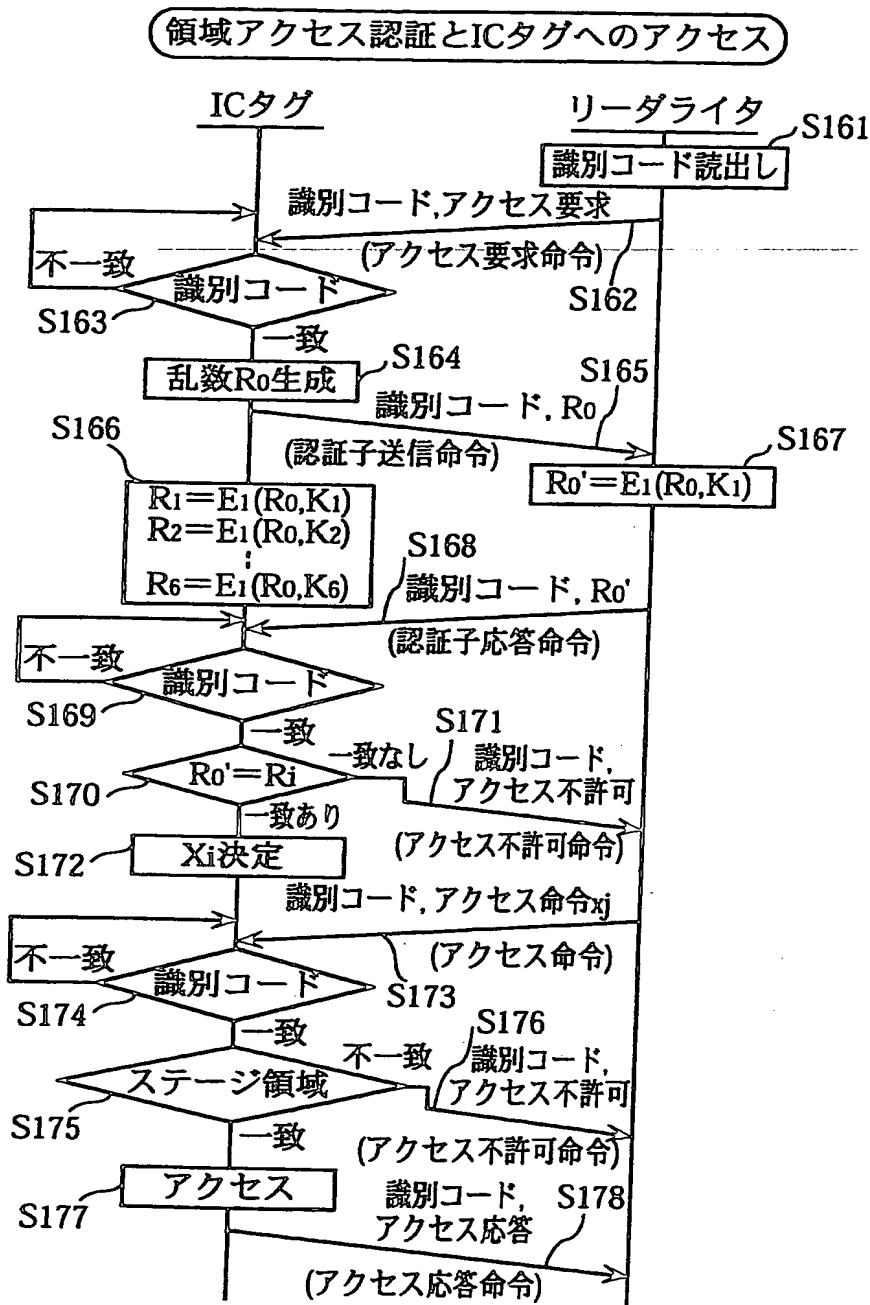 領域アクセス認証とICタグへのアクセス
ICタグ
リーダライタ
S161
識別コード読出し
識別コード,アクセス要求
(アクセス要求命令)
S162
不一致
識別コード
S163
一致
乱数R0生成
S164
S165
識別コード, R0
(認証子送信命令)
S166
R1=E1(R0,K1)
R2=E1(R0,K2)
R6=E1(R0,K6)
S167
R0'=E1(R0,K1)
S168
識別コード, R0'
(認証子応答命令)
不一致
識別コード
S169
一致
R0'=Ri
S170
一致なし
S171
識別コード,
アクセス不許可
(アクセス不許可命令)
一致あり
Xi決定
S172
識別コード,アクセス命令xj
(アクセス命令)
S173
不一致
識別コード
S174
一致
ステージ領域
S175
不一致
S176
識別コード,
アクセス不許可
(アクセス不許可命令)
一致
アクセス
S177
識別コード,
アクセス応答
S178
(アクセス応答命令)